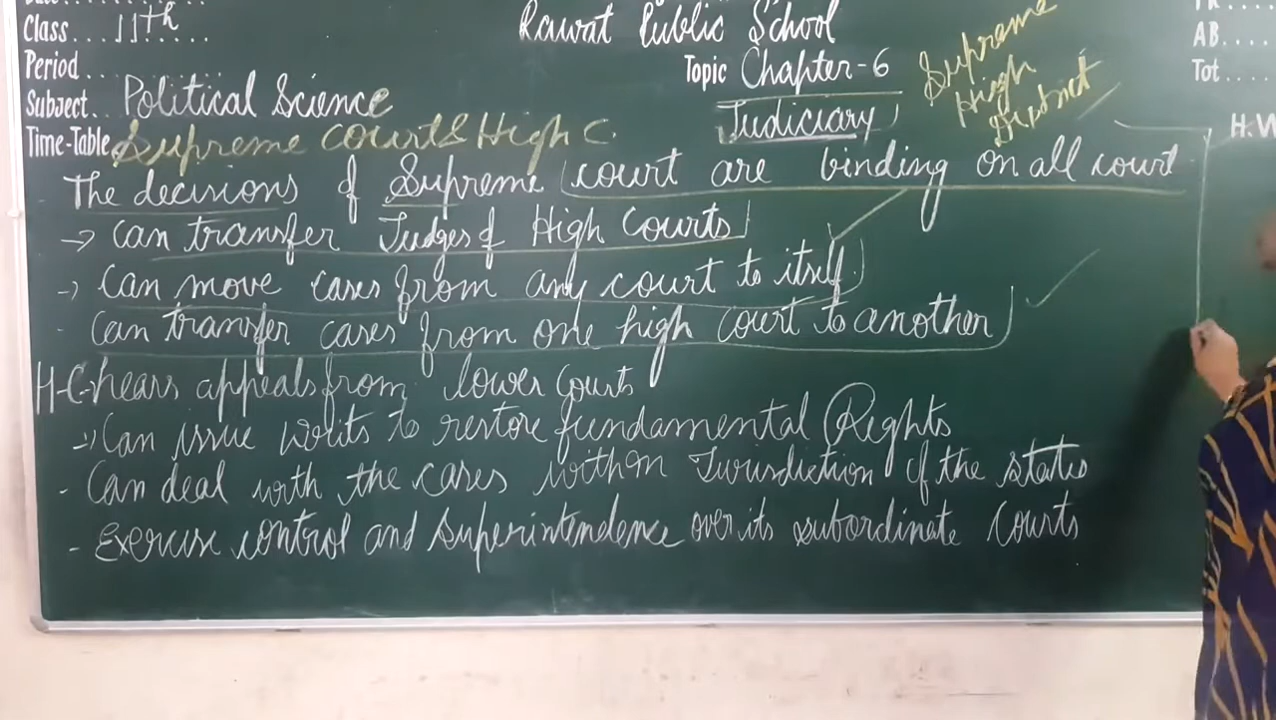 Class.... 11th.....
Rawat Public School
Supreme
High
District
Period....
Topic Chapter-6
Subject.. Political Science
Judiciary
Time-Table Supreme Court & High C.
AB....
Tot....
H.W
The decisions of Supreme court are binding on all court
→ Can transfer Judges of High Courts
→ Can move cases from any court to itself.
- Can transfer cases from one high court to another
H-C-hears appeals from lower courts
→ Can issue writs to restore fundamental Rights
- Can deal with the cases within Jurisdiction of the states
- Exercise control and superintendence over its subordinate Courts